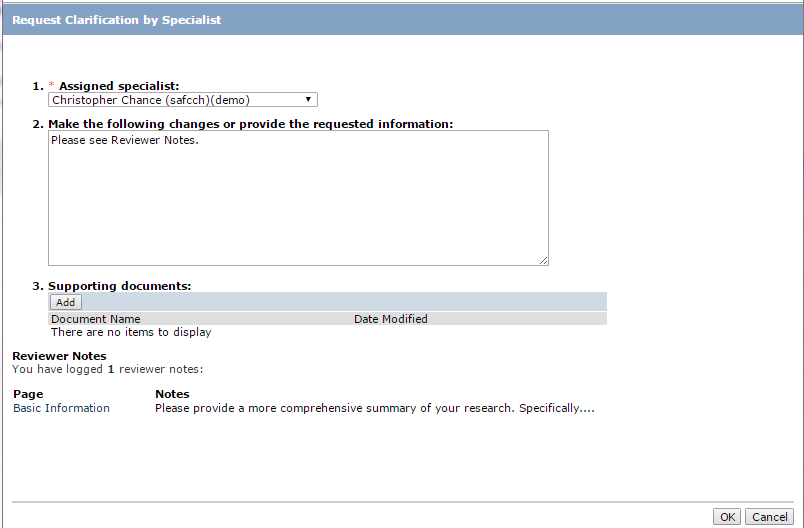 Request Clarification by Specialist
1. * Assigned specialist:
Christopher Chance (safcch)(demo)
2. Make the following changes or provide the requested information:
Please see Reviewer Notes.
3. Supporting documents:
Add
Document Name Date Modified
There are no items to display
Reviewer Notes
You have logged 1 reviewer notes:
Page Notes
Basic Information Please provide a more comprehensive summary of your research. Specifically....
OK Cancel